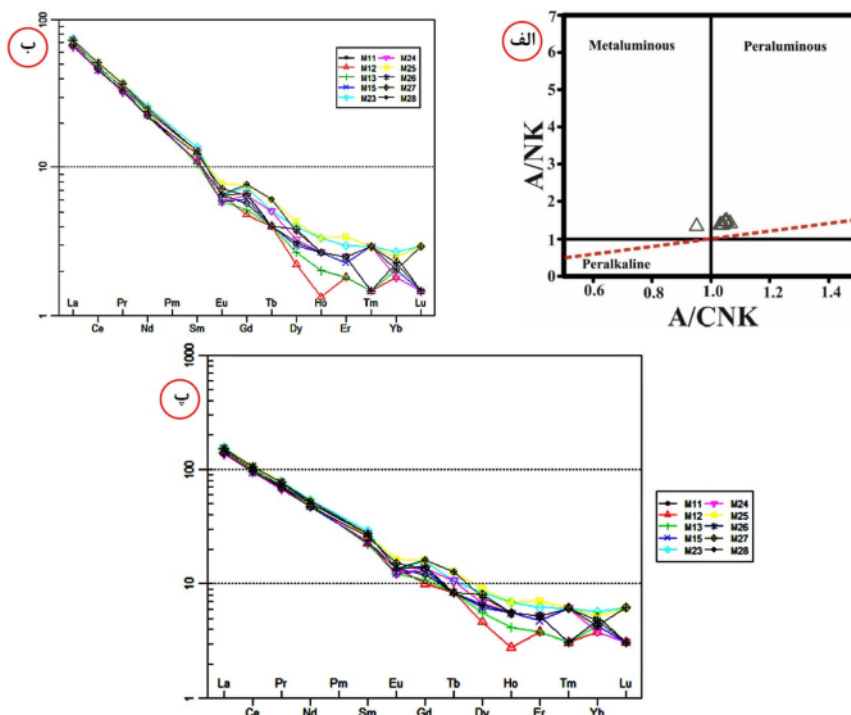 ب
100
10
1
M11 M24
M12 M25
M13 M26
M15 M27
M23 M28
La Pr Pm Eu Tb Ho Tm Lu
Ce Nd Sm Gd Dy Er Yb
الف
7
6
5
4
3
2
1
0
A/NK
Metaluminous Peraluminous
Peralkaline
0.6 0.8 1.0 1.2 1.4
A/CNK
پ
1000
100
10
1
M11 M24
M12 M25
M13 M26
M15 M27
M23 M28
La Pr Pm Eu Tb Ho Tm Lu
Ce Nd Sm Gd Dy Er Yb